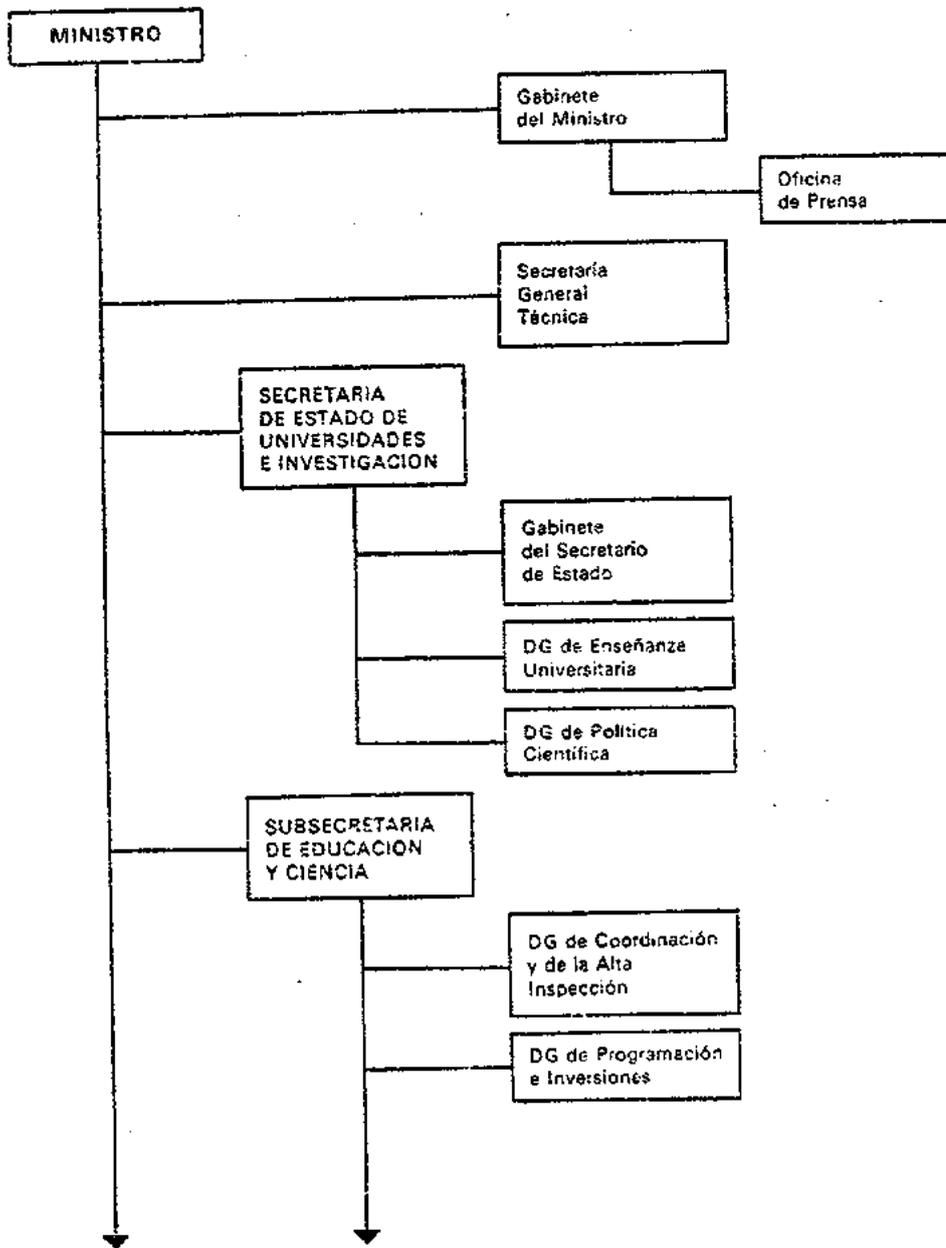 MINISTRO
Gabinete
del Ministro
Oficina
de Prensa
Secretaría
General
Técnica
SECRETARIA
DE ESTADO DE
UNIVERSIDADES
E INVESTIGACION
Gabinete
del Secretario
de Estado
DG de Enseñanza
Universitaria
DG de Política
Científica
SUBSECRETARIA
DE EDUCACION
Y CIENCIA
DG de Coordinación
y de la Alta
Inspección
DG de Programación
e Inversiones